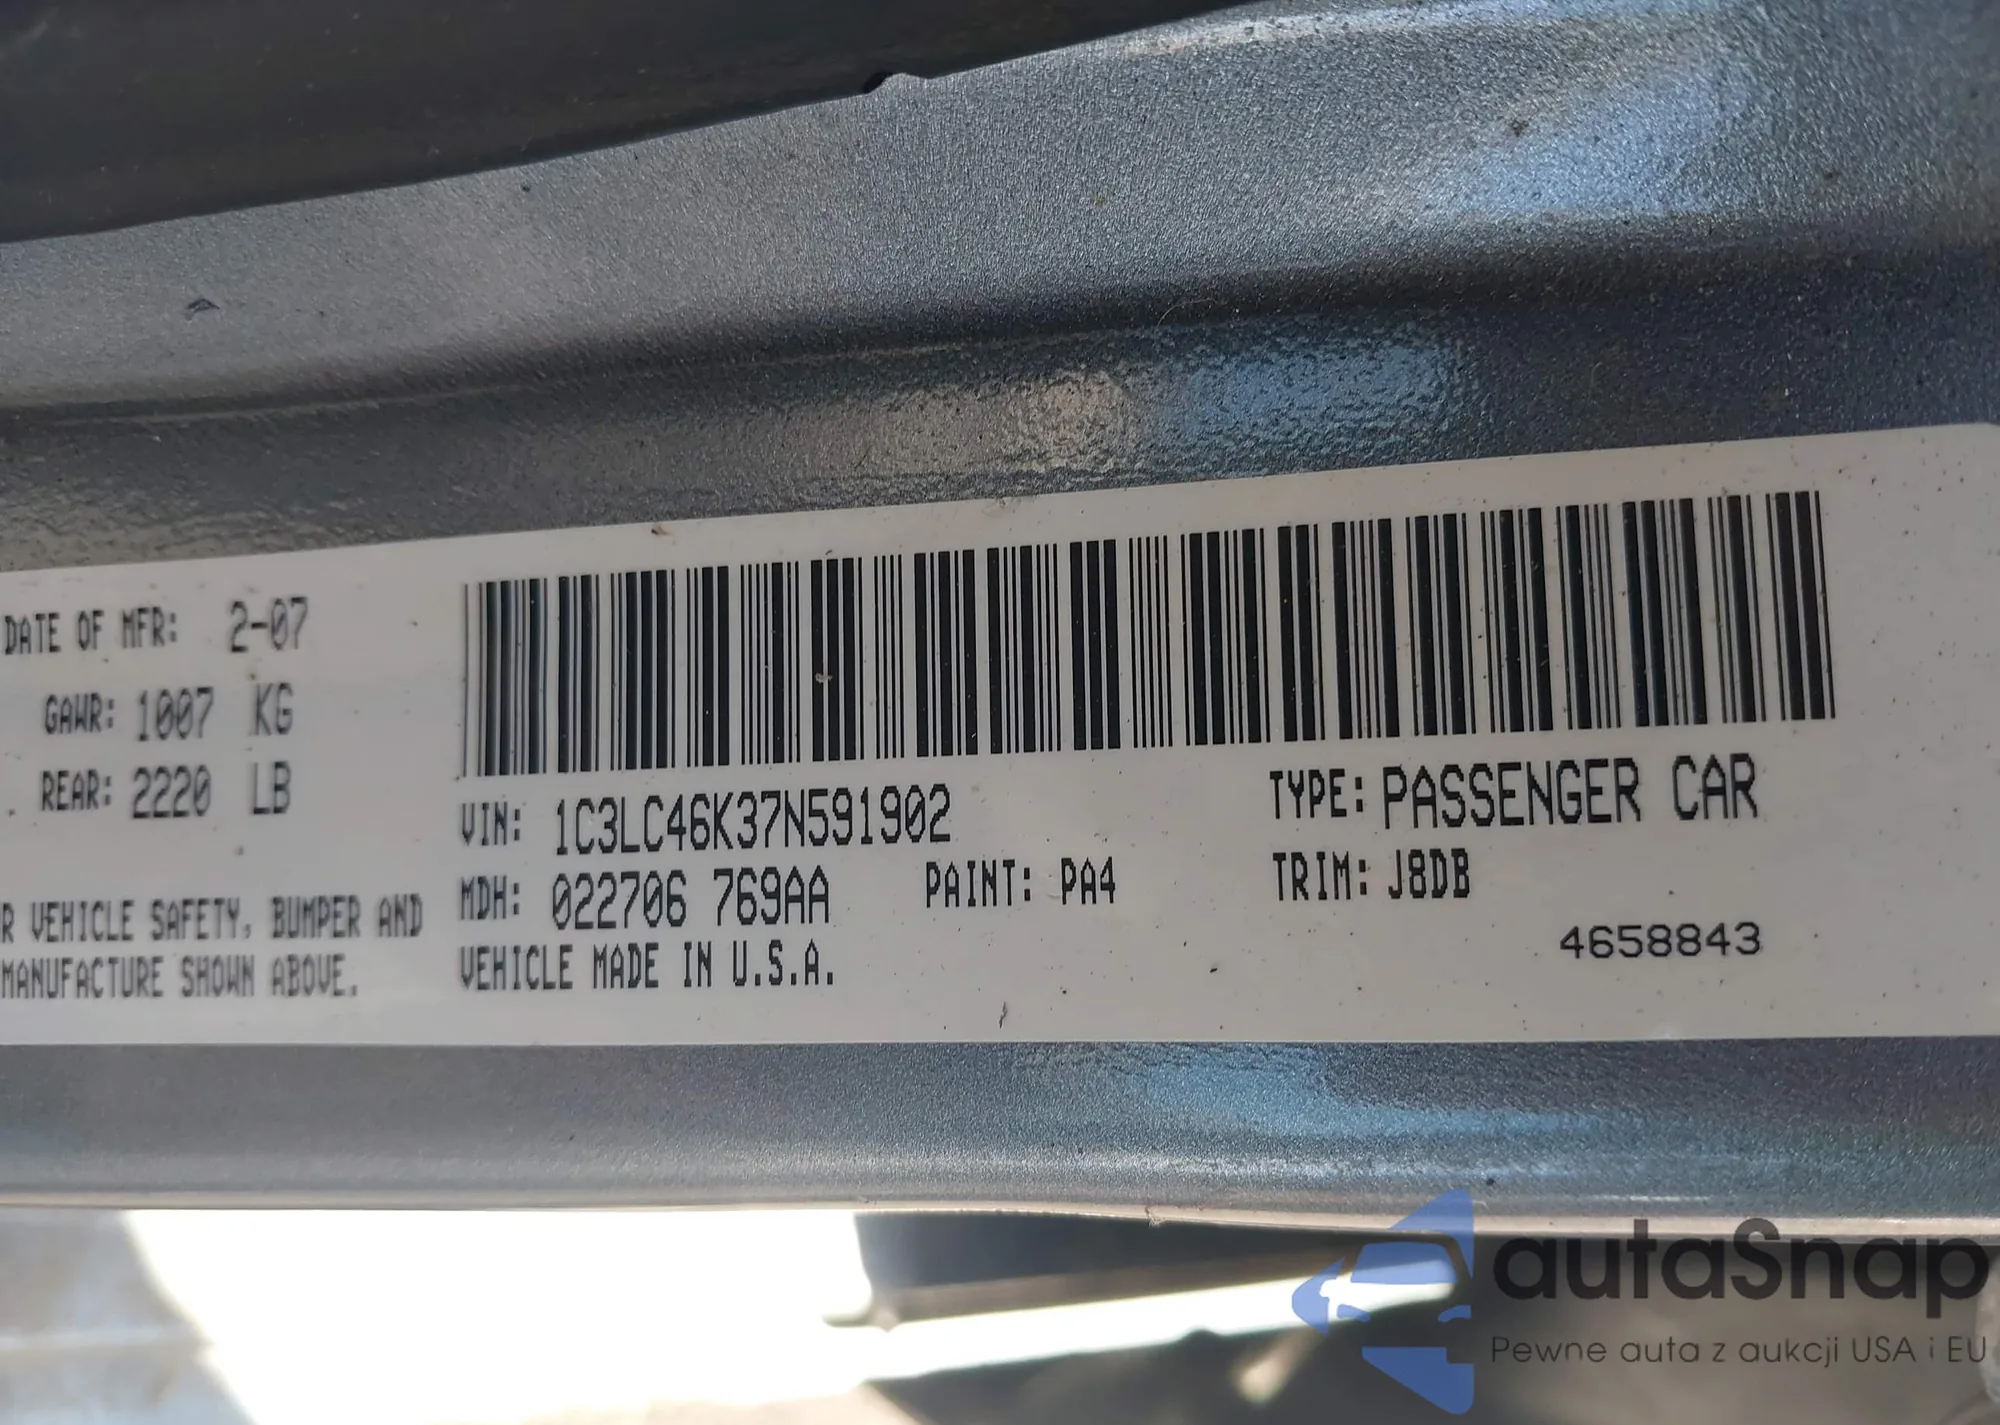 DATE OF MFR: 2-07
GAWR: 1007 KG
REAR: 2220 LB
R VEHICLE SAFETY, BUMPER AND
MANUFACTURE SHOWN ABOVE.
VIN: 1C3LC46K37N591902
TYPE: PASSENGER CAR
MDH: 022706 769AA
PAINT: PA4
TRIM: J8DB
VEHICLE MADE IN U.S.A.
4658843
autaSnap
Pewne auta z aukcji USA i EU